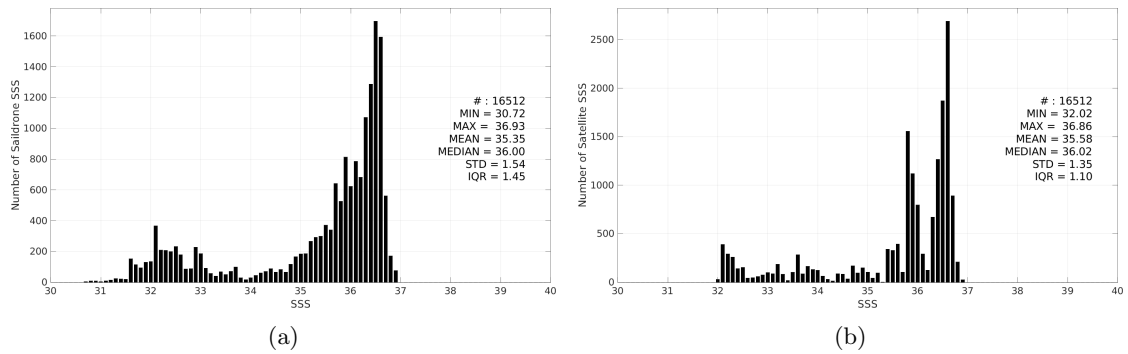 1600
1400
1200
1000
800
600
400
200
0
Number of Saildrone SSS
30 31 32 33 34 35 36 37 38 39 40
SSS
# : 16512
MIN = 30.72
MAX = 36.93
MEAN = 35.35
MEDIAN = 36.00
STD = 1.54
IQR = 1.45
(a)
2500
2000
1500
1000
500
0
Number of Satellite SSS
30 31 32 33 34 35 36 37 38 39 40
SSS
# : 16512
MIN = 32.02
MAX = 36.86
MEAN = 35.58
MEDIAN = 36.02
STD = 1.35
IQR = 1.10
(b)